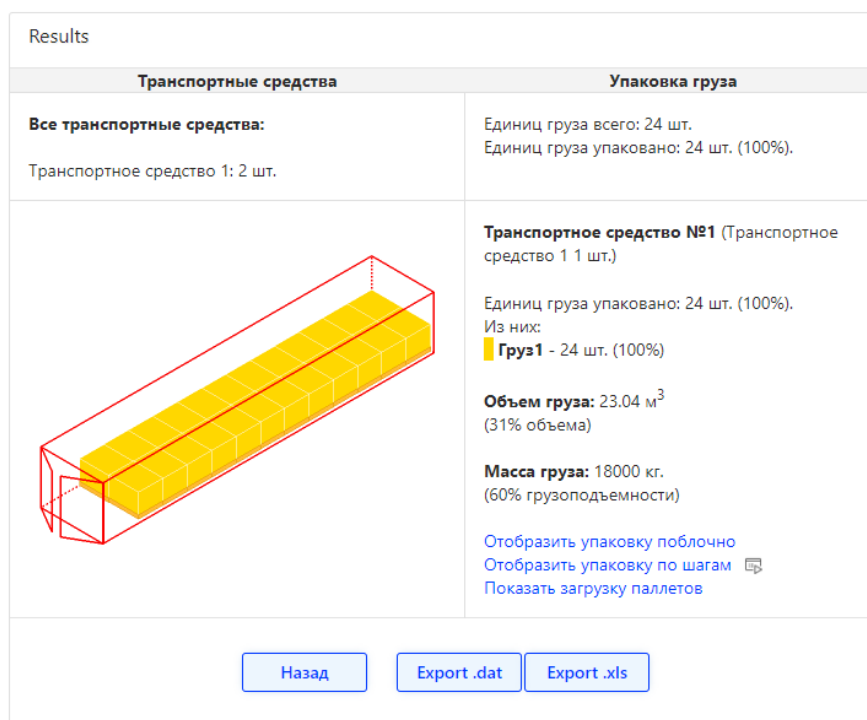 Results
Транспортные средства
Упаковка груза
Все транспортные средства:
Транспортное средство 1: 2 шт.
Единиц груза всего: 24 шт.
Единиц груза упаковано: 24 шт. (100%).
Транспортное средство №1 (Транспортное
средство 1 1 шт.)
Единиц груза упаковано: 24 шт. (100%).
Из них:
Груз1 - 24 шт. (100%)
Объем груза: 23.04 м³
(31% объема)
Масса груза: 18000 кг.
(60% грузоподъемности)
Отобразить упаковку поблочно
Отобразить упаковку по шагам
Показать загрузку паллетов
Назад
Export .dat
Export .xls